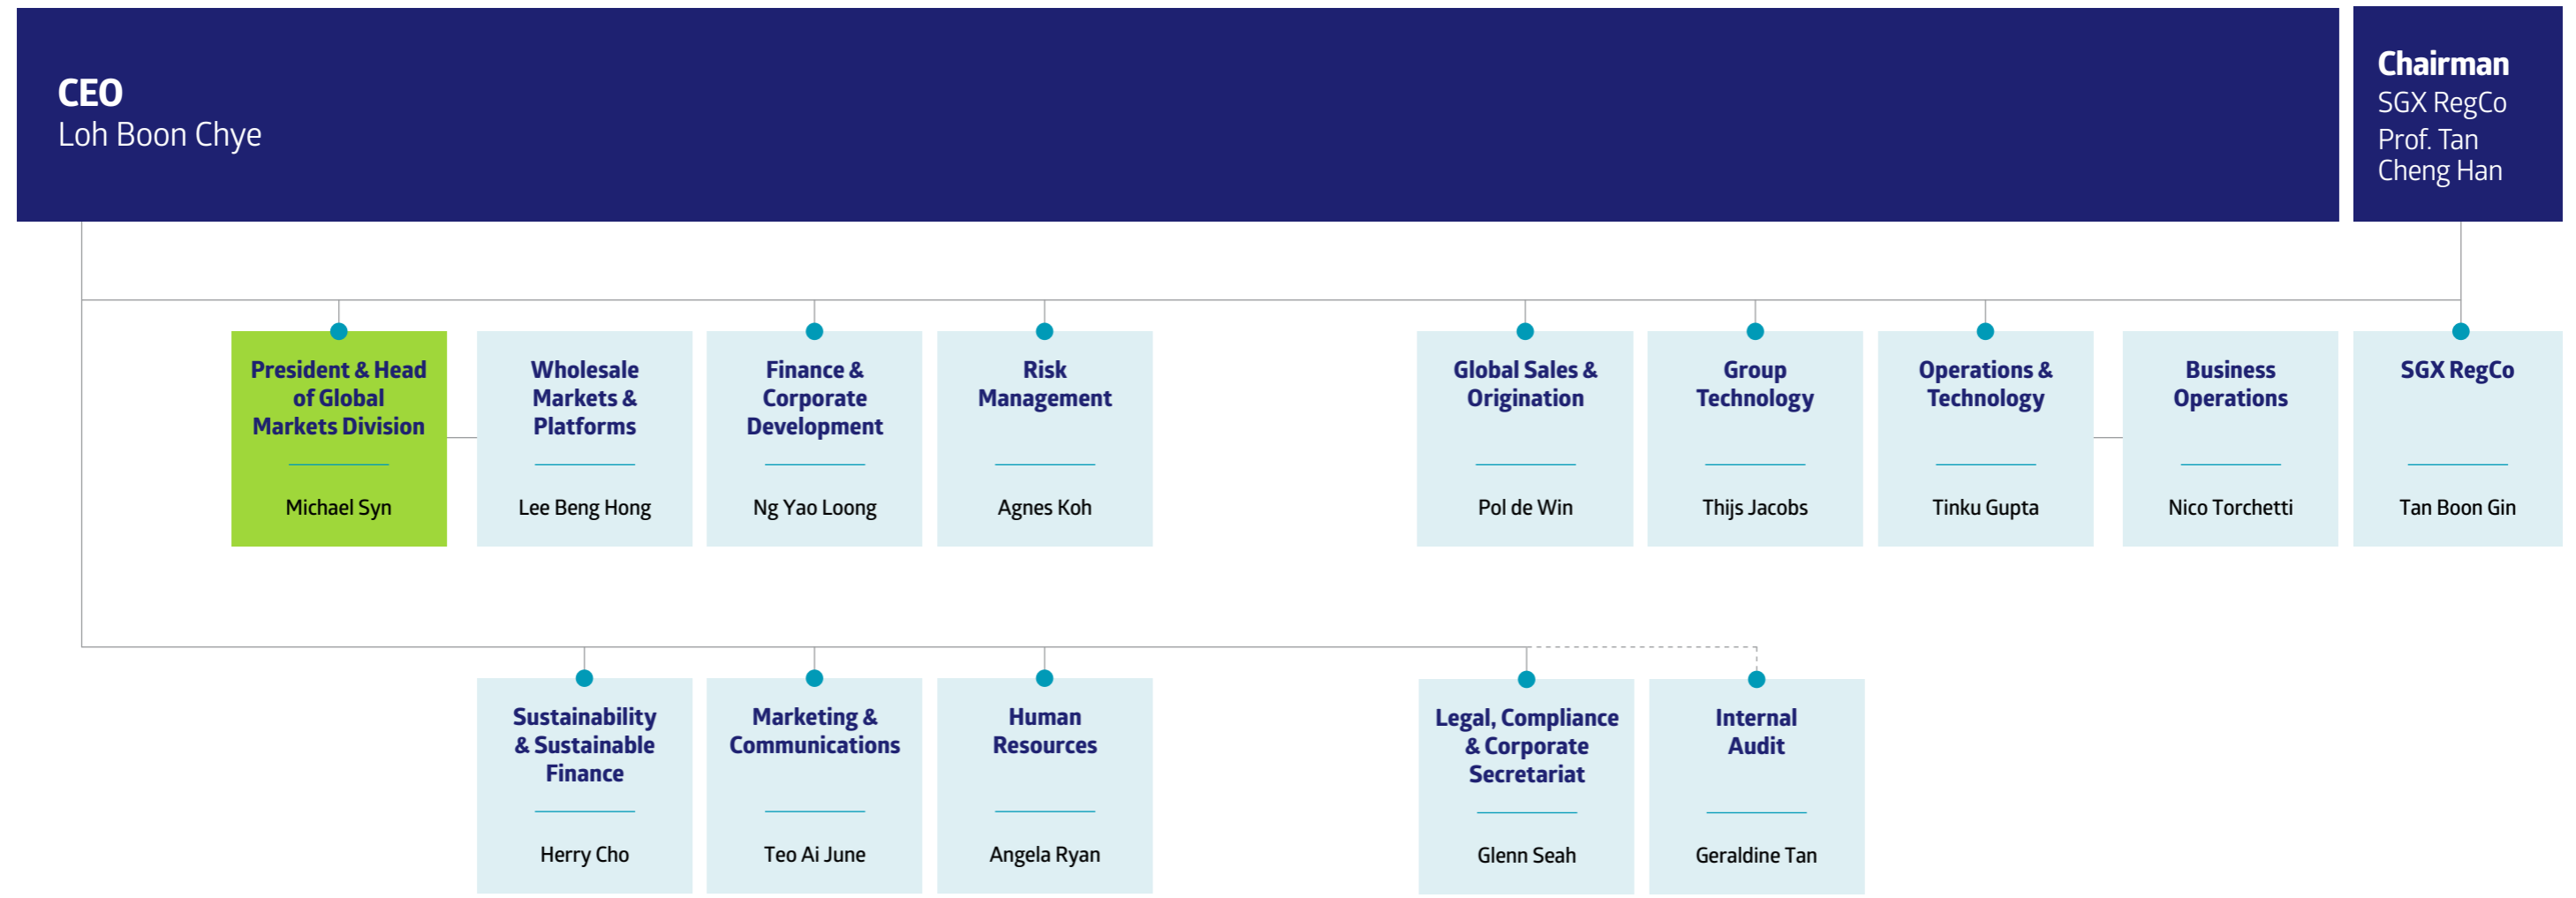 CEO
Loh Boon Chye
Chairman
SGX RegCo
Prof. Tan
Cheng Han
President & Head
of Global
Markets Division
Michael Syn
Wholesale
Markets &
Platforms
Lee Beng Hong
Finance &
Corporate
Development
Ng Yao Loong
Risk
Management
Agnes Koh
Global Sales &
Origination
Pol de Win
Group
Technology
Thijs Jacobs
Operations &
Technology
Tinku Gupta
Business
Operations
Nico Torchetti
SGX RegCo
Tan Boon Gin
Sustainability
& Sustainable
Finance
Herry Cho
Marketing &
Communications
Teo Ai June
Human
Resources
Angela Ryan
Legal, Compliance
& Corporate
Secretariat
Glenn Seah
Internal
Audit
Geraldine Tan